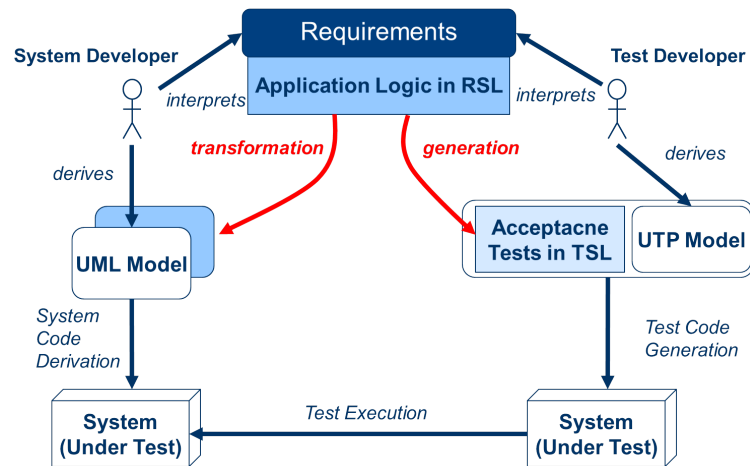 Requirements
System Developer
Test Developer
Application Logic in RSL
interprets
interprets
transformation
generation
derives
derives
Acceptacne
Tests in TSL
UTP Model
UML Model
System
Code
Derivation
Test Code
Generation
System
(Under Test)
Test Execution
System
(Under Test)